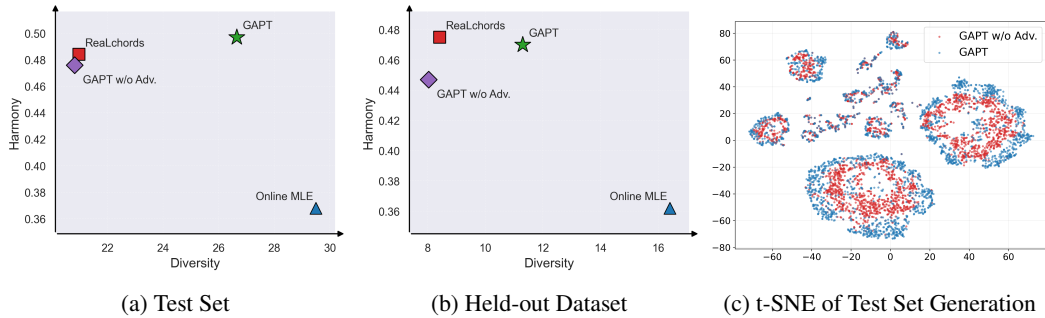 0.50
0.48
0.46
0.44
0.42
0.40
0.38
0.36
Harmony
GAPT
ReaLchords
GAPT w/o Adv.
Online MLE
22
24
26
28
30
Diversity
(a) Test Set
0.48
0.46
0.44
0.42
0.40
0.38
0.36
Harmony
ReaLchords
GAPT
GAPT w/o Adv.
Online MLE
8
10
12
14
16
Diversity
(b) Held-out Dataset
80
60
40
20
0
−20
−40
−60
−80
GAPT w/o Adv.
GAPT
−60
−40
−20
0
20
40
60
80
(c) t-SNE of Test Set Generation